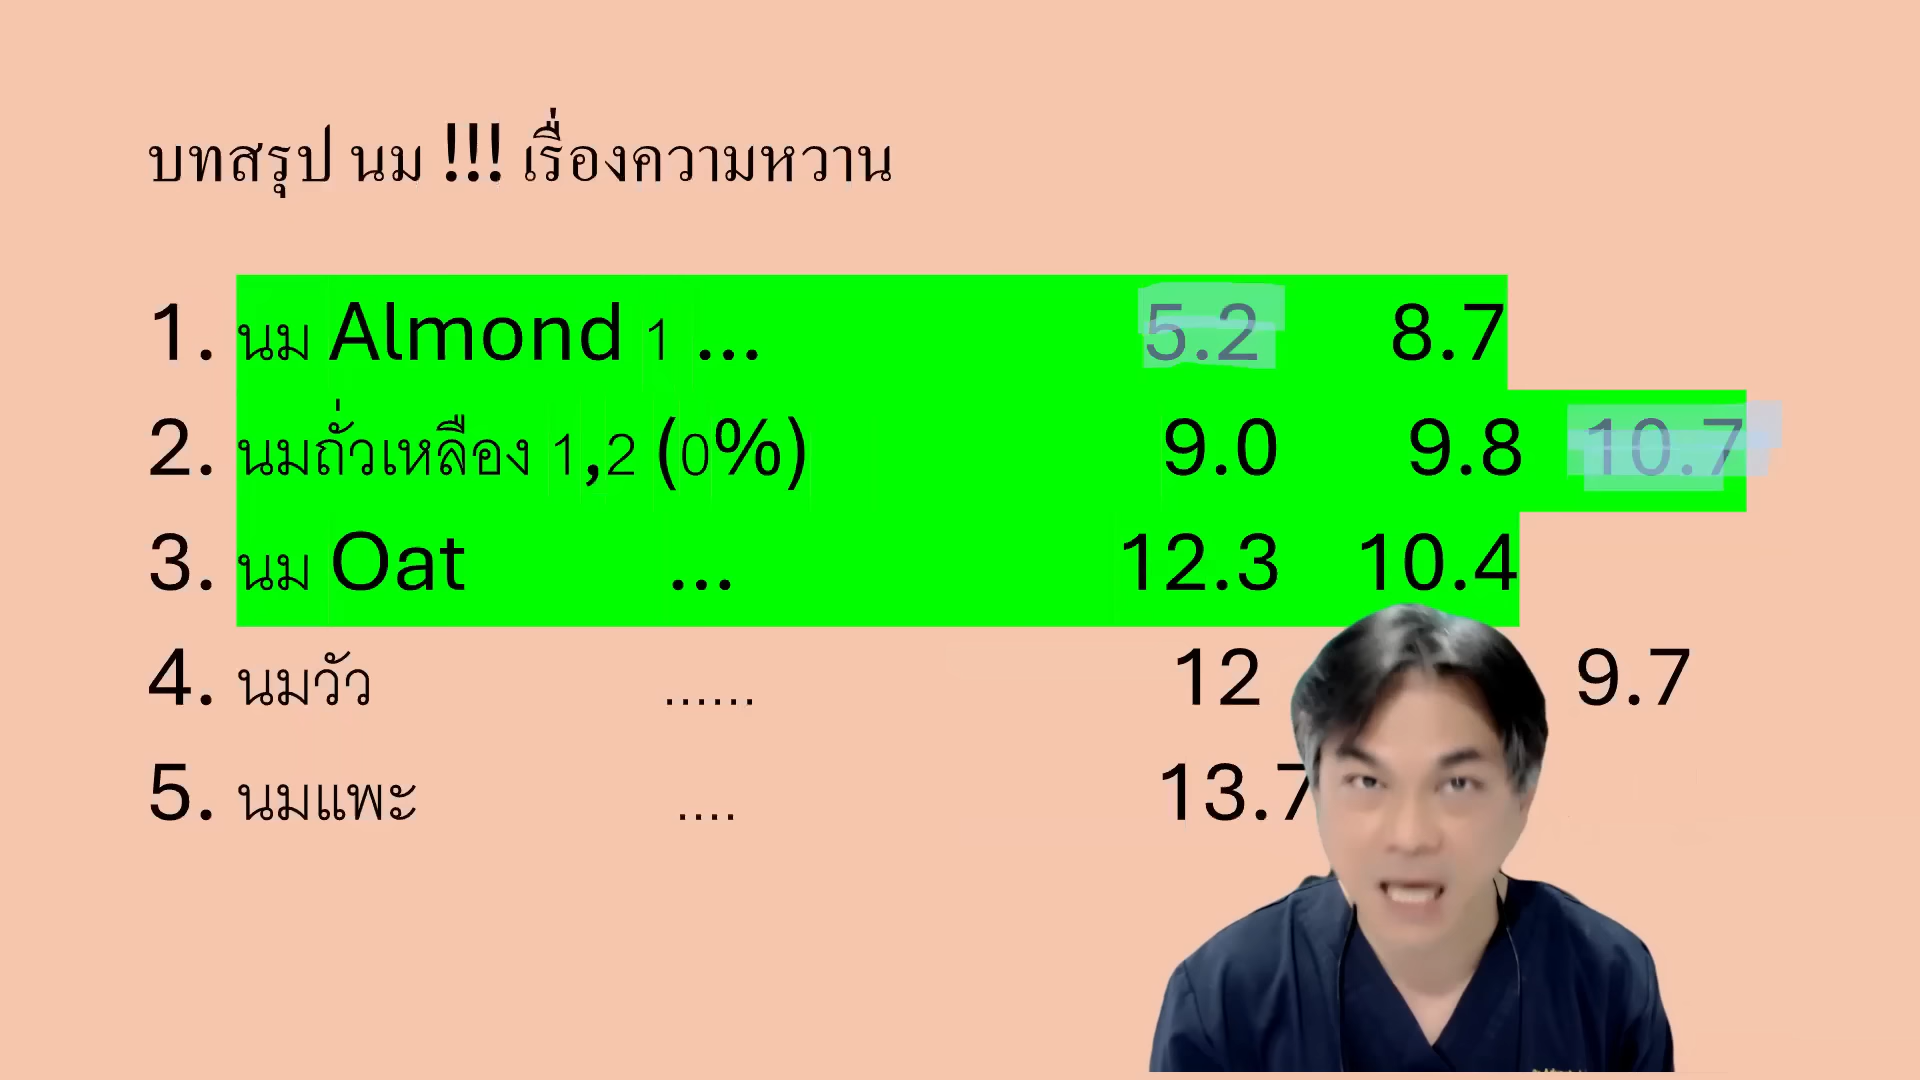 บทสรุป นม !!! เรื่องความหวาน
1. นม Almond 1 ... 5.2 8.7
2. นมถั่วเหลือง 1,2 (0%) 9.0 9.8 10.7
3. นม Oat ... 12.3 10.4
4. นมวัว ...... 12 9.7
5. นมแพะ .... 13.7